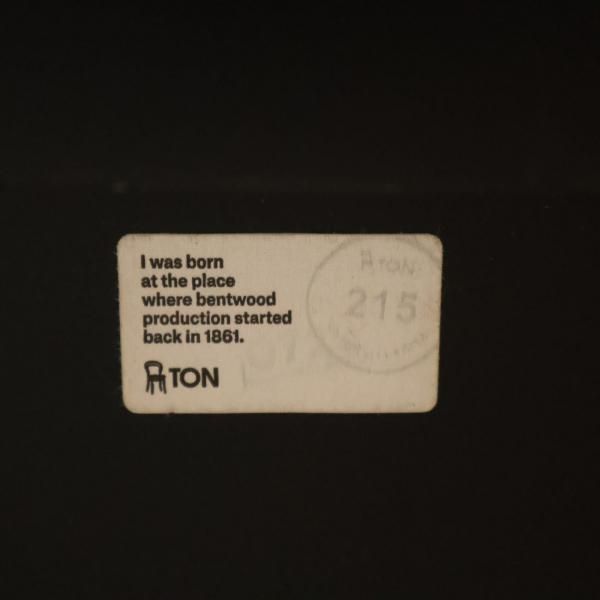 I was born
at the place
where bentwood
production started
back in 1861.
TON
TON
215